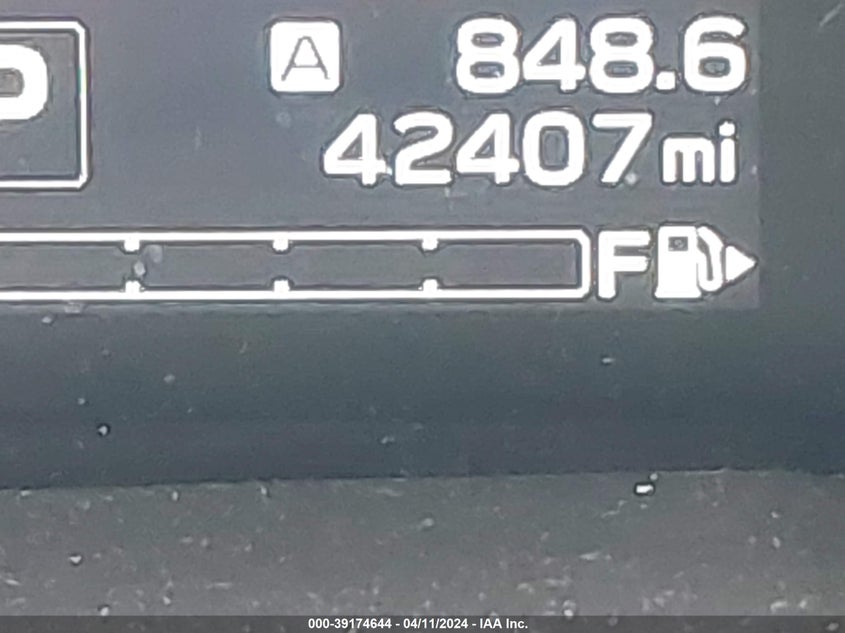 P
A 848.6
42407 mi
F
000-39174644 - 04/11/2024 - IAA Inc.